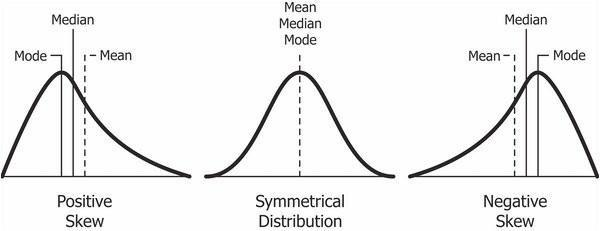 Median
Mode
Mean
Positive
Skew
Mean
Median
Mode
Symmetrical
Distribution
Median
Mean
Mode
Negative
Skew